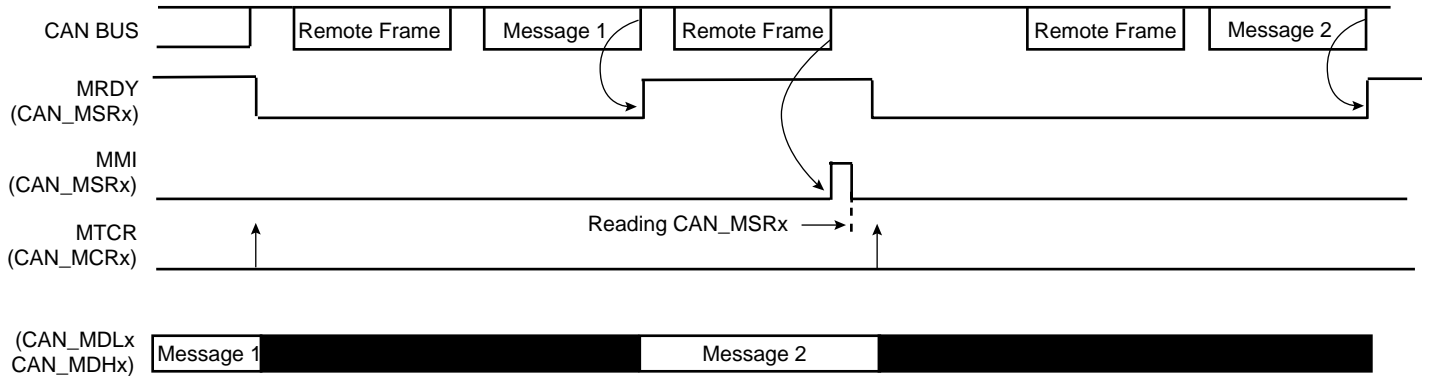 CAN BUS
Remote Frame
Message 1
Remote Frame
Remote Frame
Message 2
MRDY
(CAN_MSRx)
MMI
(CAN_MSRx)
Reading CAN_MSRx
MTCR
(CAN_MCRx)
(CAN_MDLx
CAN_MDHx)
Message 1
Message 2